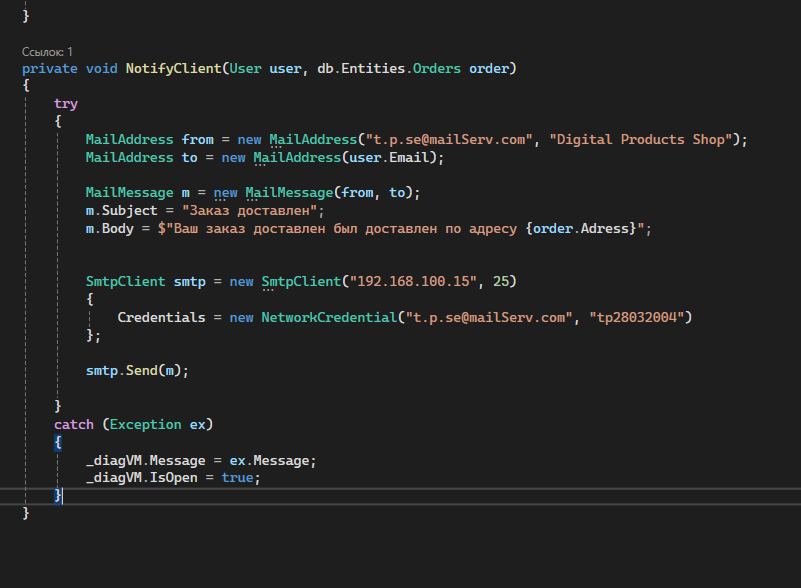 }
Ссылок: 1
private void NotifyClient(User user, db.Entities.Orders order)
{
try
{
MailAddress from = new MailAddress("t.p.se@mailServ.com", "Digital Products Shop");
MailAddress to = new MailAddress(user.Email);
MailMessage m = new MailMessage(from, to);
m.Subject = "Заказ доставлен";
m.Body = $"Ваш заказ доставлен был доставлен по адресу {order.Adress}";
SmtpClient smtp = new SmtpClient("192.168.100.15", 25)
{
Credentials = new NetworkCredential("t.p.se@mailServ.com", "tp28032004")
};
smtp.Send(m);
}
catch (Exception ex)
{
_diagVM.Message = ex.Message;
_diagVM.IsOpen = true;
}
}